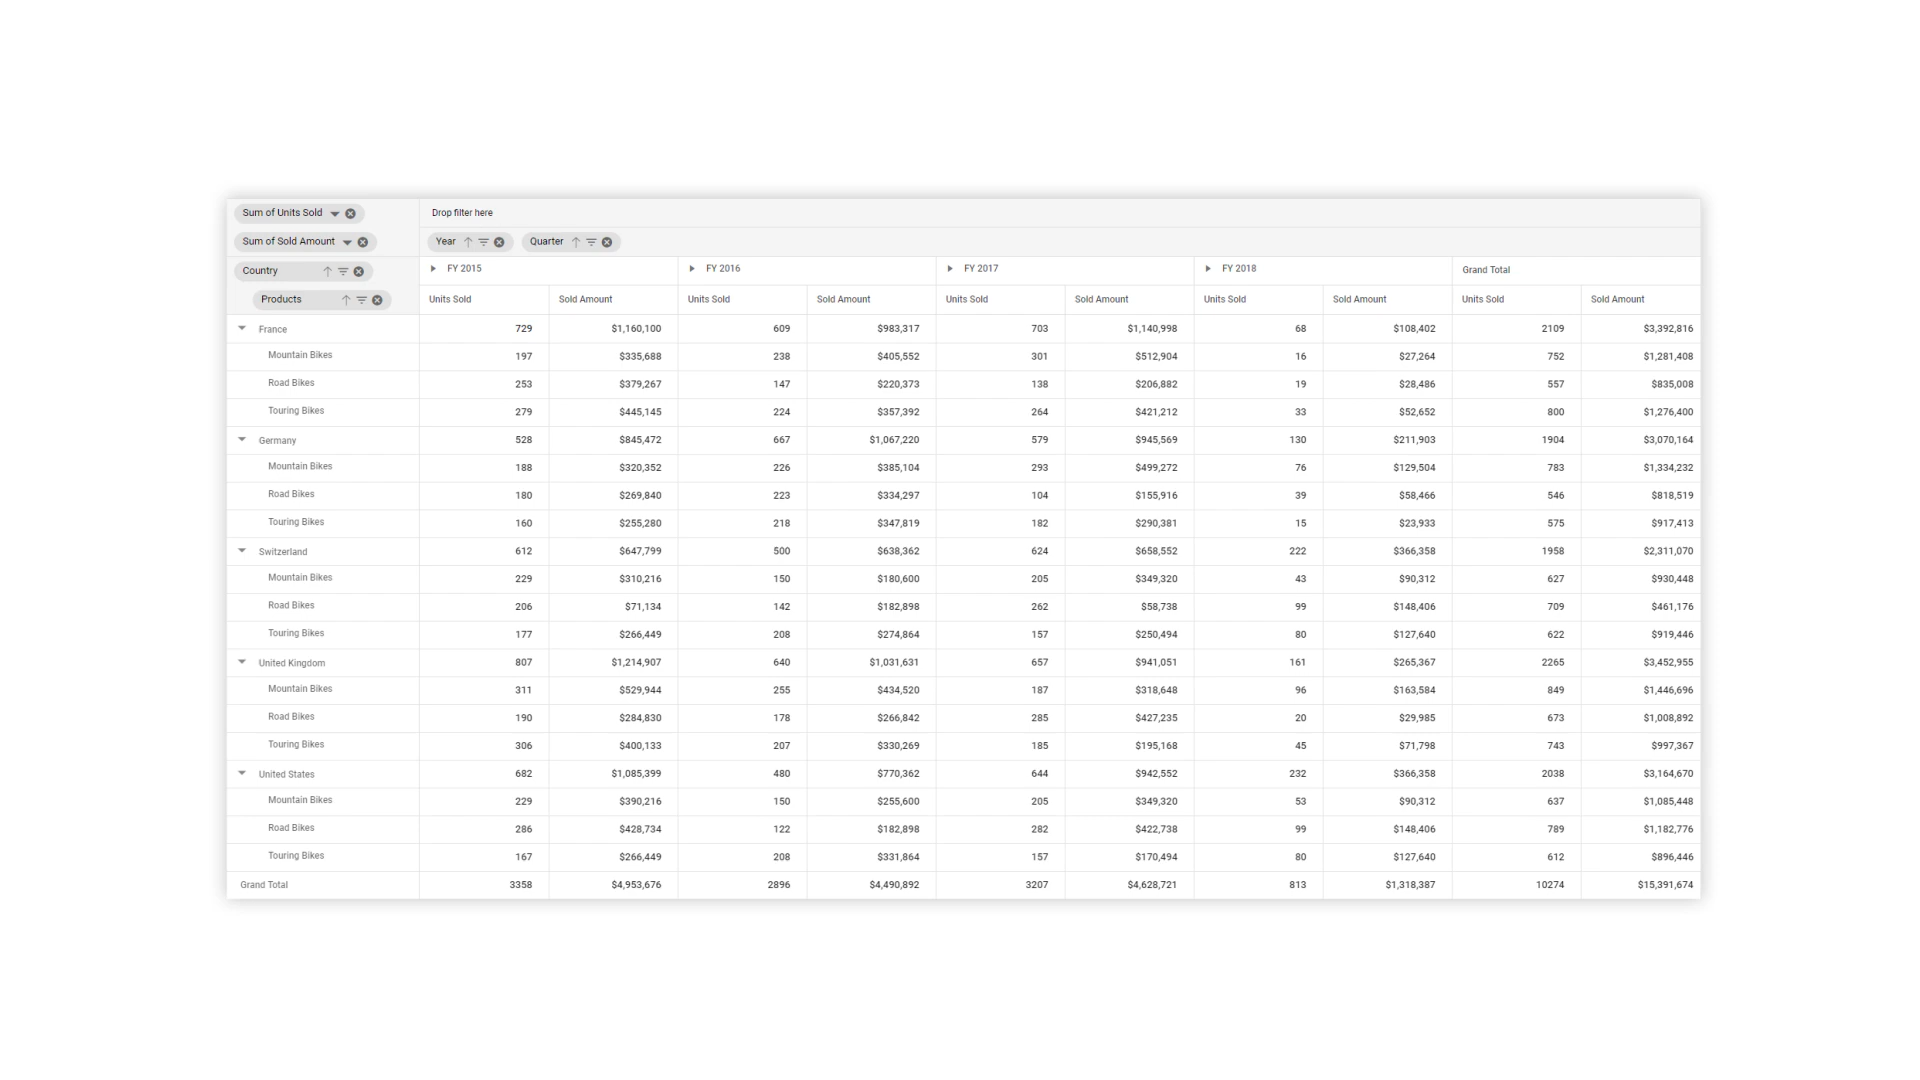 Sum of Units Sold Drop filter here
Sum of Sold Amount Year Quarter
Country FY 2015 FY 2016 FY 2017 FY 2018 Grand Total
Products Units Sold Sold Amount Units Sold Sold Amount Units Sold Sold Amount Units Sold Sold Amount Units Sold Sold Amount
France 729 $1,160,100 609 $983,317 703 $1,140,998 68 $108,402 2109 $3,392,816
Mountain Bikes 197 $335,688 238 $405,552 301 $512,904 16 $27,264 752 $1,281,408
Road Bikes 253 $379,267 147 $220,373 138 $206,882 19 $28,486 557 $835,008
Touring Bikes 279 $445,145 224 $357,392 264 $421,212 33 $52,652 800 $1,276,400
Germany 528 $845,472 667 $1,067,220 579 $945,569 130 $211,903 1904 $3,070,164
Mountain Bikes 188 $320,352 226 $385,104 293 $499,272 76 $129,504 783 $1,334,232
Road Bikes 180 $269,840 223 $334,297 104 $155,916 39 $58,466 546 $818,519
Touring Bikes 160 $255,280 218 $347,819 182 $290,381 15 $23,933 575 $917,413
Switzerland 612 $647,799 500 $638,362 624 $658,552 222 $366,358 1958 $2,311,070
Mountain Bikes 229 $310,216 150 $180,600 205 $349,320 43 $90,312 627 $930,448
Road Bikes 206 $71,134 142 $182,898 262 $58,738 99 $148,406 709 $461,176
Touring Bikes 177 $266,449 208 $274,864 157 $250,494 80 $127,640 622 $919,446
United Kingdom 807 $1,214,907 640 $1,031,631 657 $941,051 161 $265,367 2265 $3,452,955
Mountain Bikes 311 $529,944 255 $434,520 187 $318,648 96 $163,584 849 $1,446,696
Road Bikes 190 $284,830 178 $266,842 285 $427,235 20 $29,985 673 $1,008,892
Touring Bikes 306 $400,133 207 $330,269 185 $195,168 45 $71,798 743 $997,367
United States 682 $1,085,399 480 $770,362 644 $942,552 232 $366,358 2038 $3,164,670
Mountain Bikes 229 $390,216 150 $255,600 205 $349,320 53 $90,312 637 $1,085,448
Road Bikes 286 $428,734 122 $182,898 282 $422,738 99 $148,406 789 $1,182,776
Touring Bikes 167 $266,449 208 $331,864 157 $170,494 80 $127,640 612 $896,446
Grand Total 3358 $4,953,676 2896 $4,490,892 3207 $4,628,721 813 $1,318,387 10274 $15,391,674